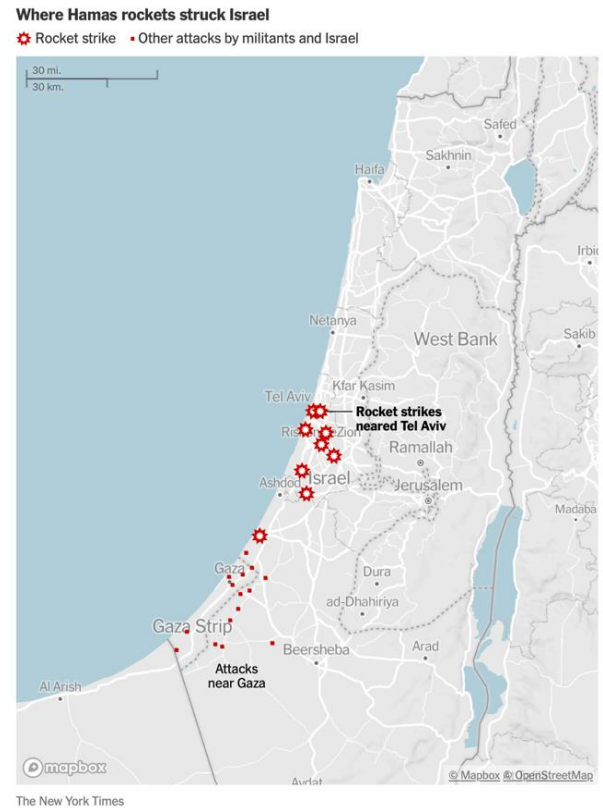 Where Hamas rockets struck Israel
Rocket strike Other attacks by militants and Israel
30 mi.
30 km.
Safed
Sakhnin
Haifa
Irbi
Netanya
West Bank
Sakib
Kfar Kasim
Tel Aviv
Rocket strikes
neared Tel Aviv
Ris Zion
Ramallah
Israel
Ashdod
Jerusalem
Madaba
Gaza
Dura
ad-Dhahiriya
Gaza Strip
Beersheba
Arad
Attacks
near Gaza
Al Arish
mapbox
Avdat
© Mapbox © OpenStreetMap
The New York Times